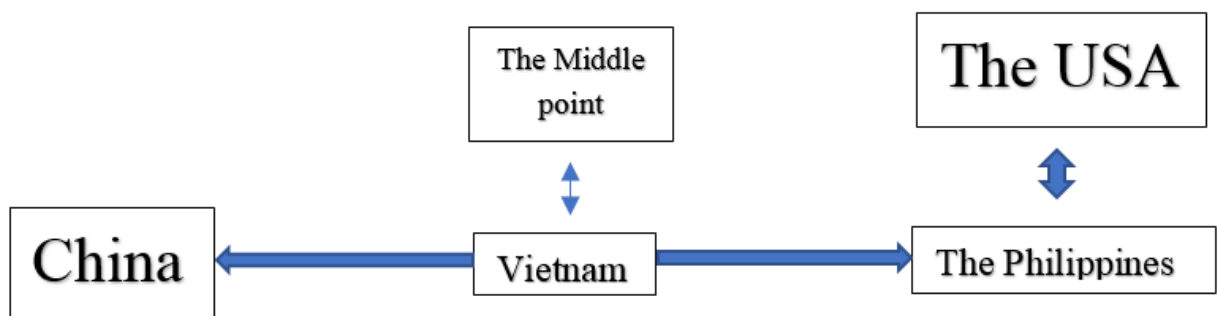 The Middle
point
The USA
China
Vietnam
The Philippines